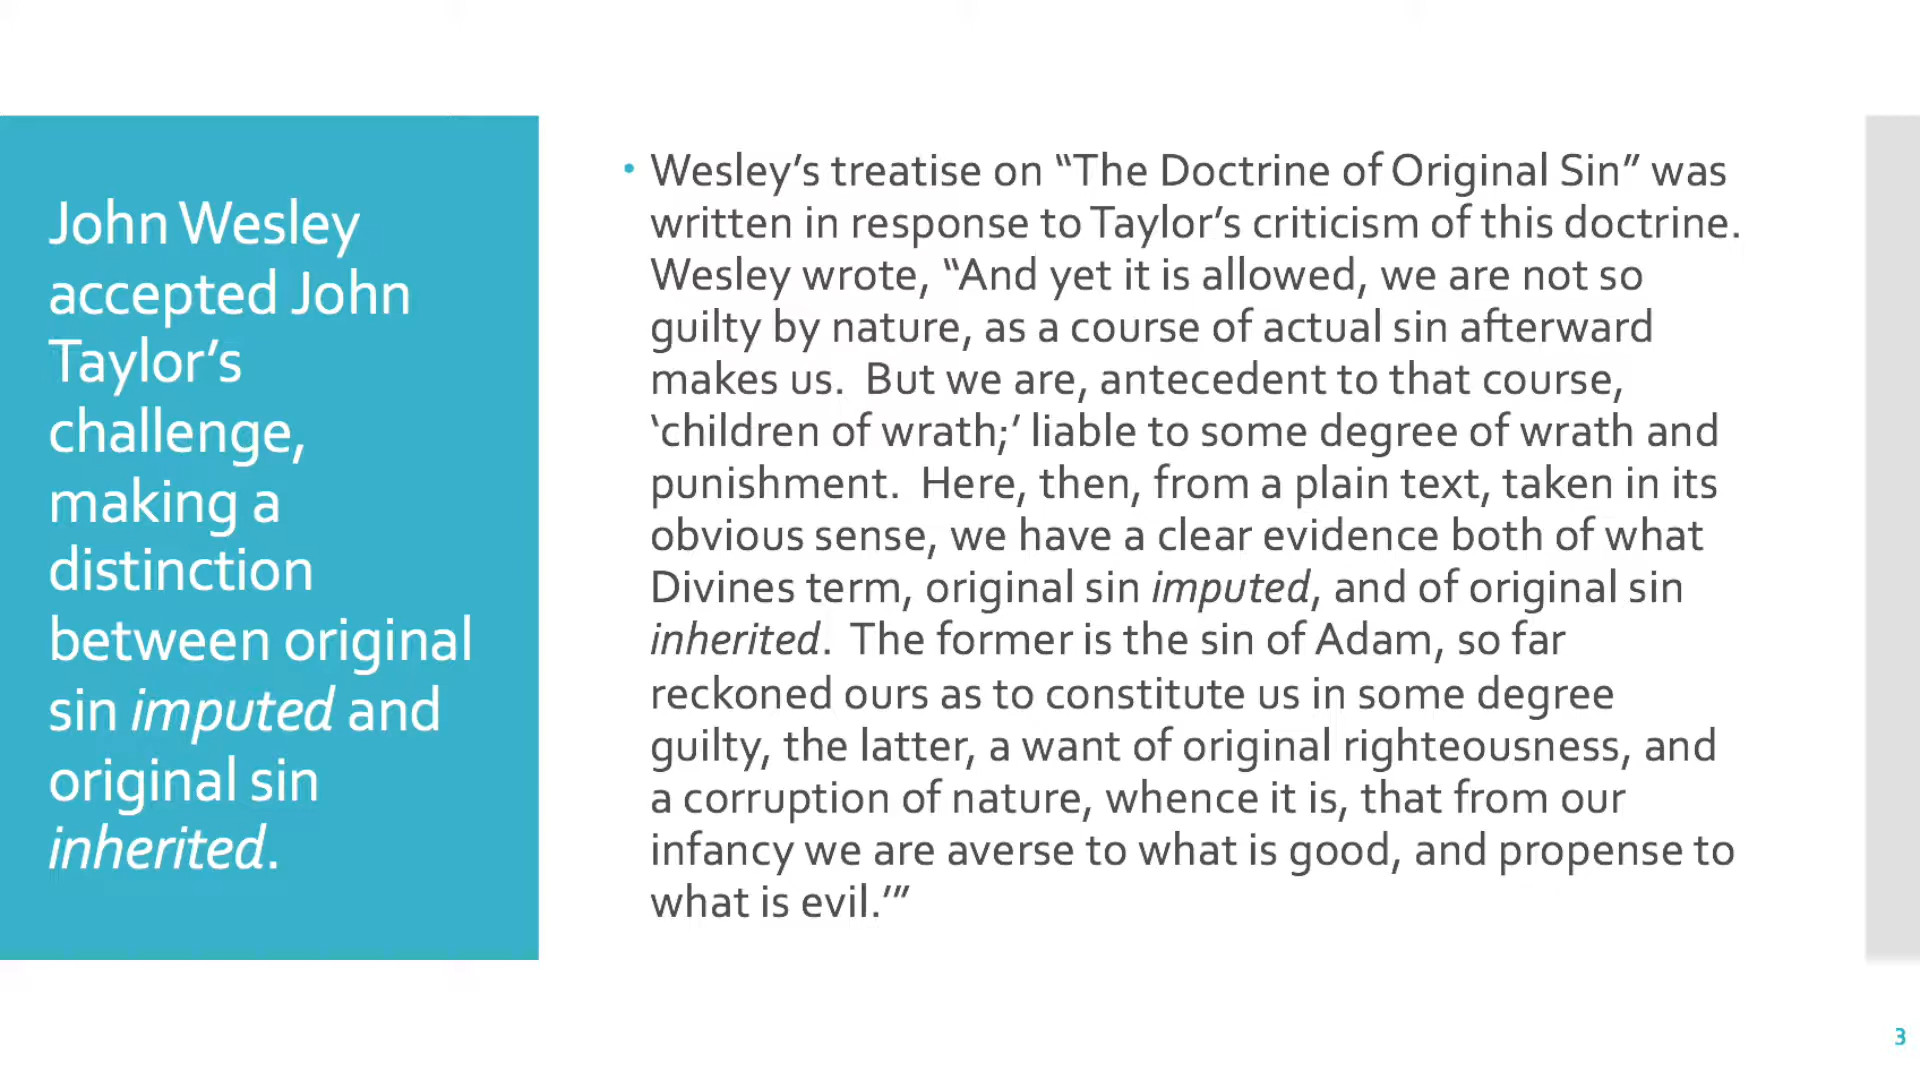 John Wesley
accepted John
Taylor’s
challenge,
making a
distinction
between original
sin imputed and
original sin
inherited.
• Wesley’s treatise on “The Doctrine of Original Sin” was
written in response to Taylor’s criticism of this doctrine.
Wesley wrote, “And yet it is allowed, we are not so
guilty by nature, as a course of actual sin afterward
makes us.  But we are, antecedent to that course,
‘children of wrath;’ liable to some degree of wrath and
punishment.  Here, then, from a plain text, taken in its
obvious sense, we have a clear evidence both of what
Divines term, original sin imputed, and of original sin
inherited.  The former is the sin of Adam, so far
reckoned ours as to constitute us in some degree
guilty, the latter, a want of original righteousness, and
a corruption of nature, whence it is, that from our
infancy we are averse to what is good, and propense to
what is evil.’”
3